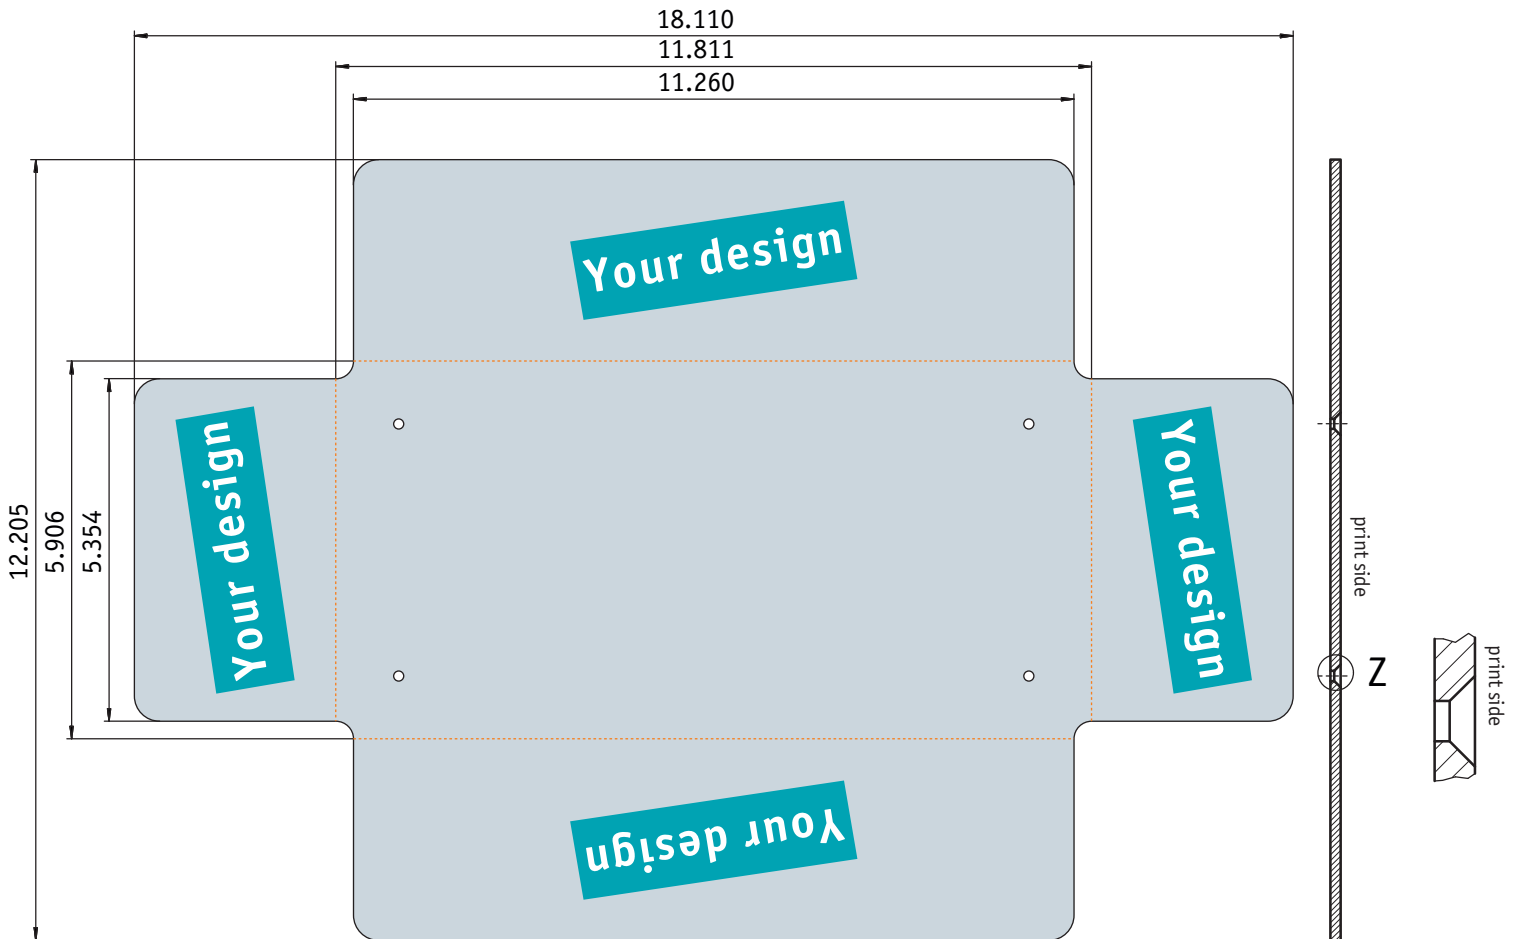 18.110
11.811
11.260
Your design
12.205
5.906
5.354
Your design
Your design
print side
Z
print side
Your design